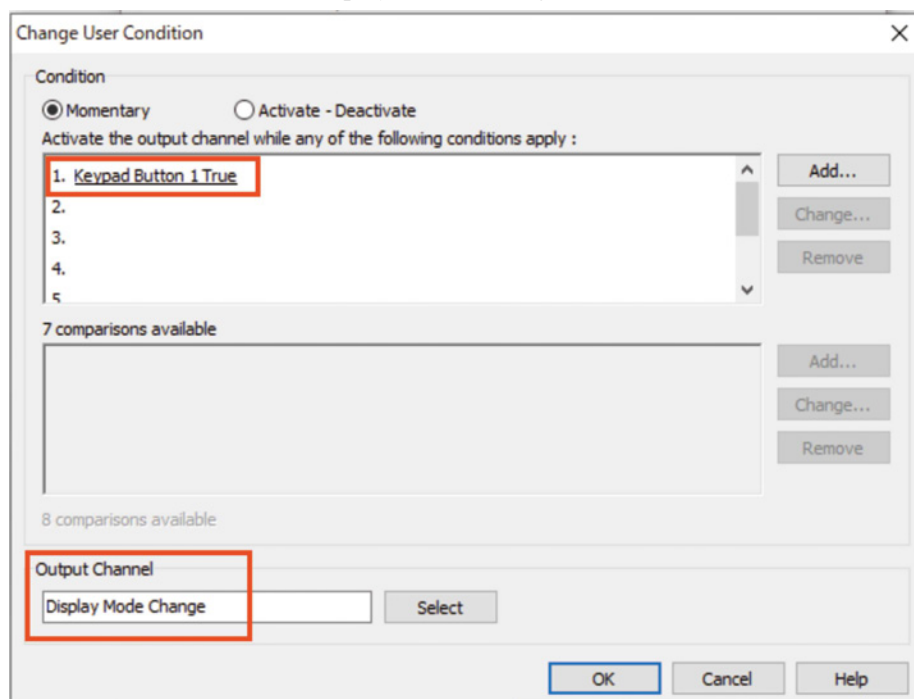 Change User Condition
Condition
Momentary Activate - Deactivate
Activate the output channel while any of the following conditions apply :
1. Keypad Button 1 True
Add...
2.
Change...
3.
Remove
4.
5
7 comparisons available
Add...
Change...
Remove
8 comparisons available
Output Channel
Display Mode Change Select
OK Cancel Help